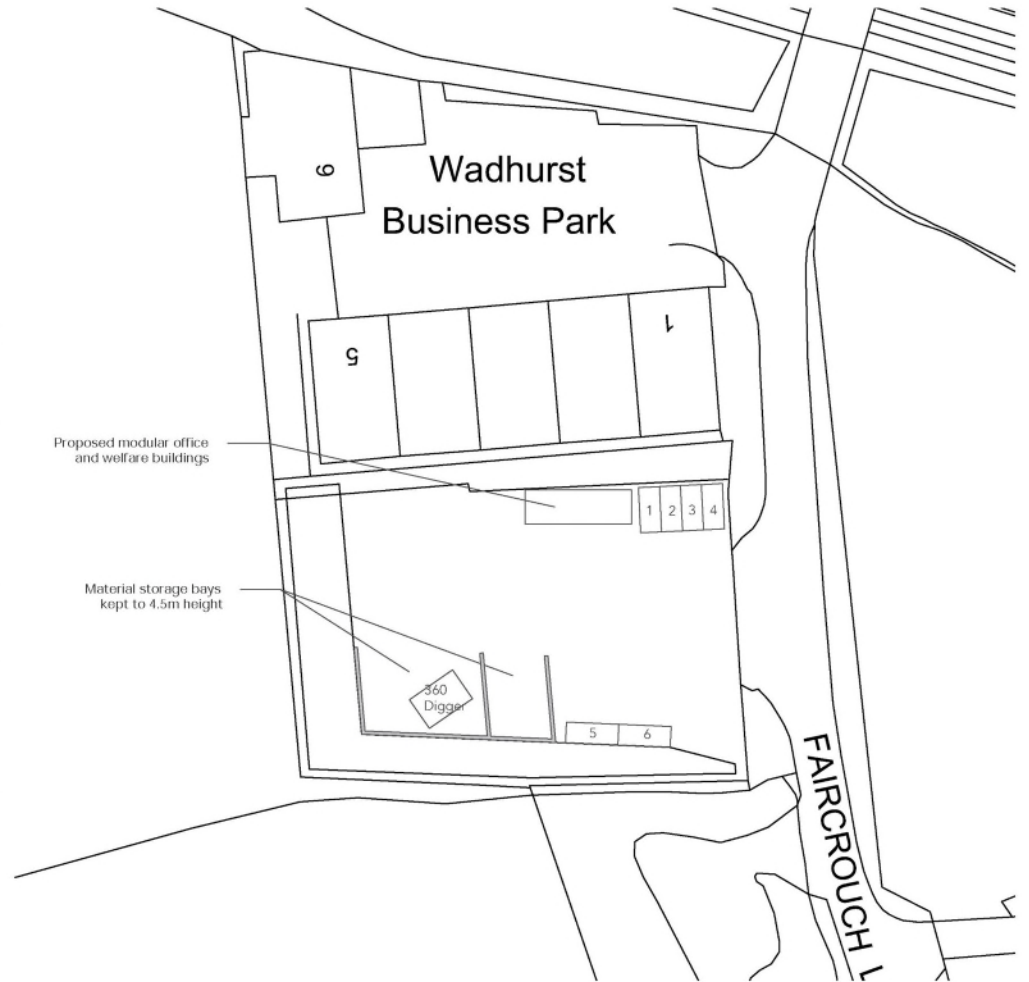 6
Wadhurst
Business Park
5
1
Proposed modular office
and welfare buildings
1 2 3 4
Material storage bays
kept to 4.5m height
360
Digger
5 6
FAIRCROUCH L